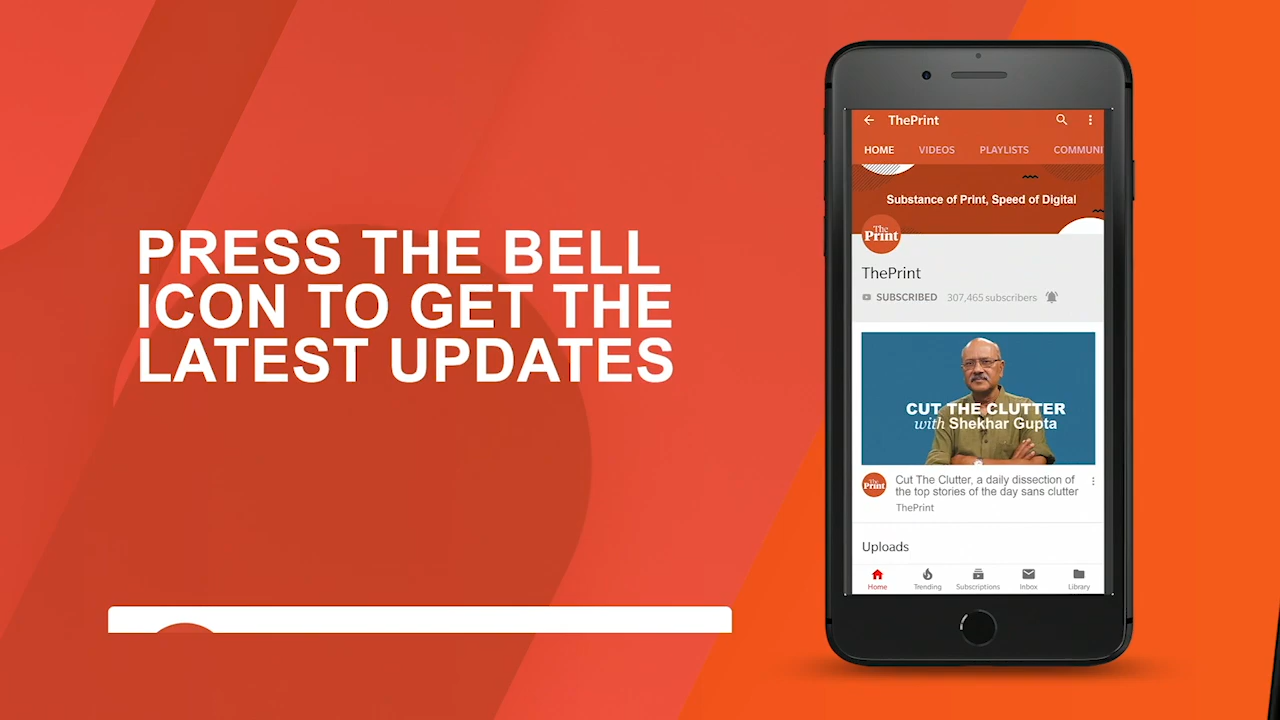 PRESS THE BELL
ICON TO GET THE
LATEST UPDATES
ThePrint
HOME VIDEOS PLAYLISTS COMMUNI
Substance of Print, Speed of Digital
The
Print
ThePrint
SUBSCRIBED 307,465 subscribers
CUT THE CLUTTER
with Shekhar Gupta
The
Print
Cut The Clutter, a daily dissection of
the top stories of the day sans clutter
ThePrint
Uploads
Home Trending Subscriptions Inbox Library